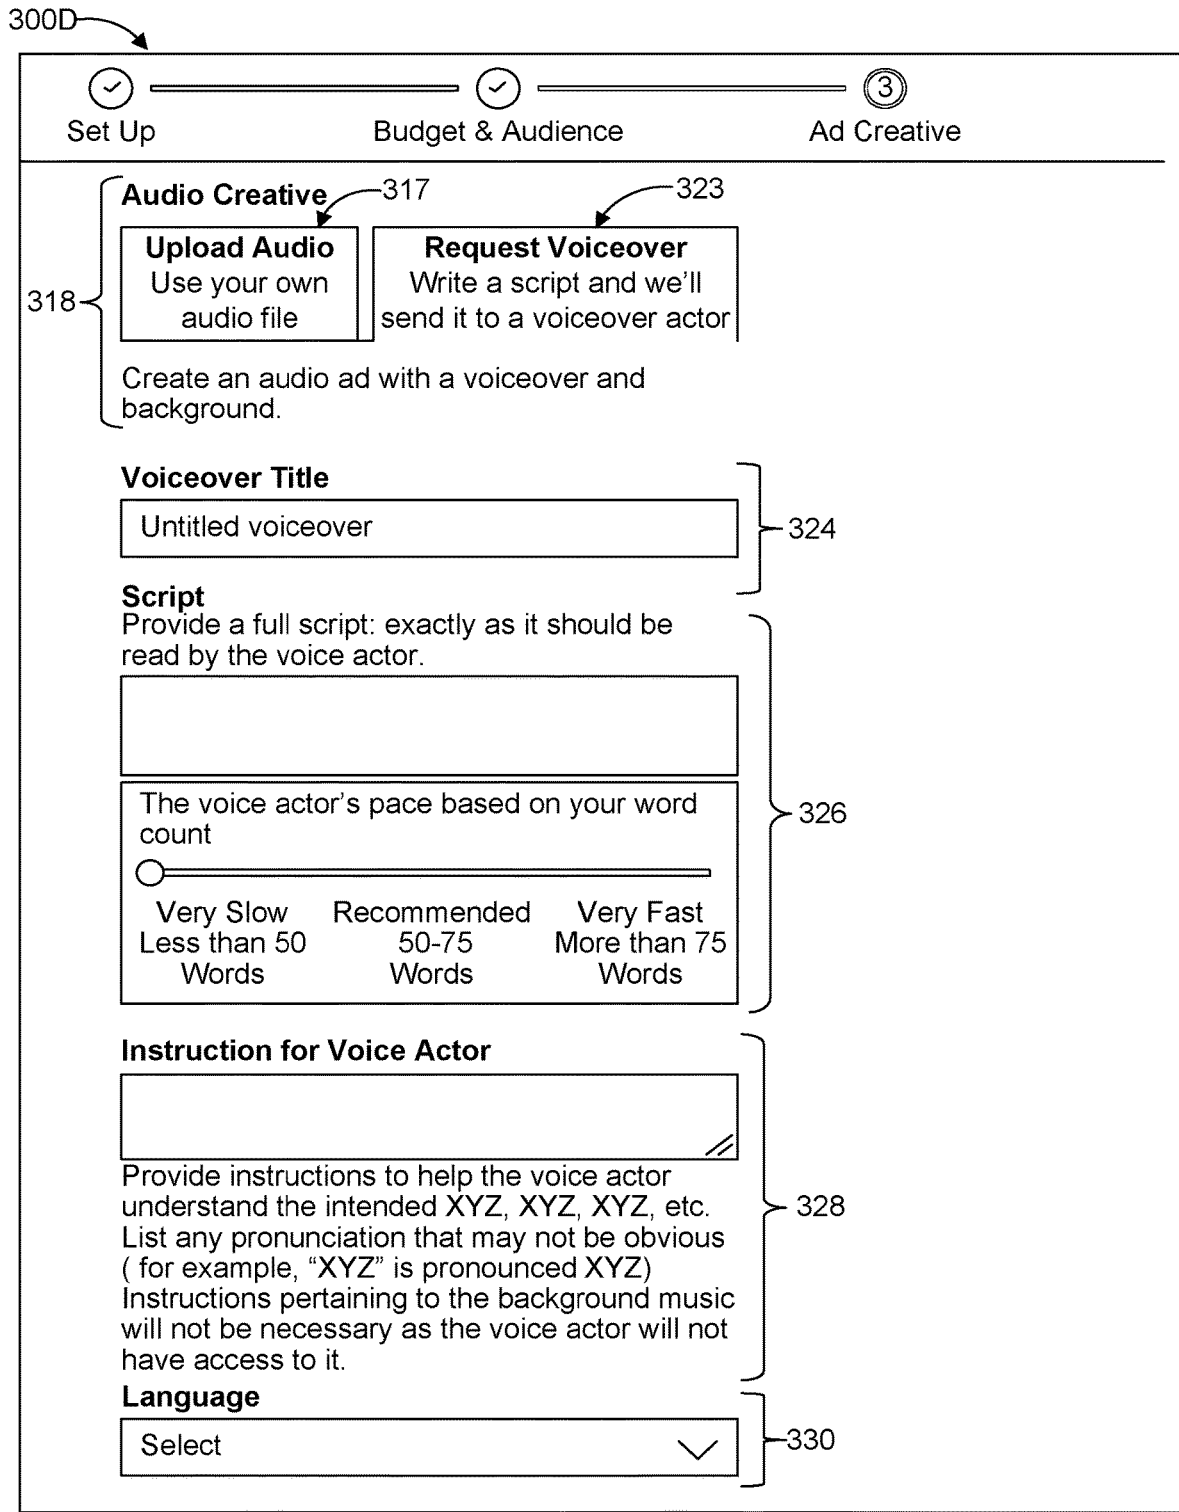 300D
3
Set Up
Budget & Audience
Ad Creative
Audio Creative
317
323
Upload Audio
Use your own
audio file
Request Voiceover
Write a script and we'll
send it to a voiceover actor
318
Create an audio ad with a voiceover and
background.
Voiceover Title
Untitled voiceover
324
Script
Provide a full script: exactly as it should be
read by the voice actor.
The voice actor's pace based on your word
count
326
Very Slow
Less than 50
Words
Recommended
50-75
Words
Very Fast
More than 75
Words
Instruction for Voice Actor
Provide instructions to help the voice actor
understand the intended XYZ, XYZ, XYZ, etc.
328
List any pronunciation that may not be obvious
( for example, “XYZ” is pronounced XYZ)
Instructions pertaining to the background music
will not be necessary as the voice actor will not
have access to it.
Language
Select
330